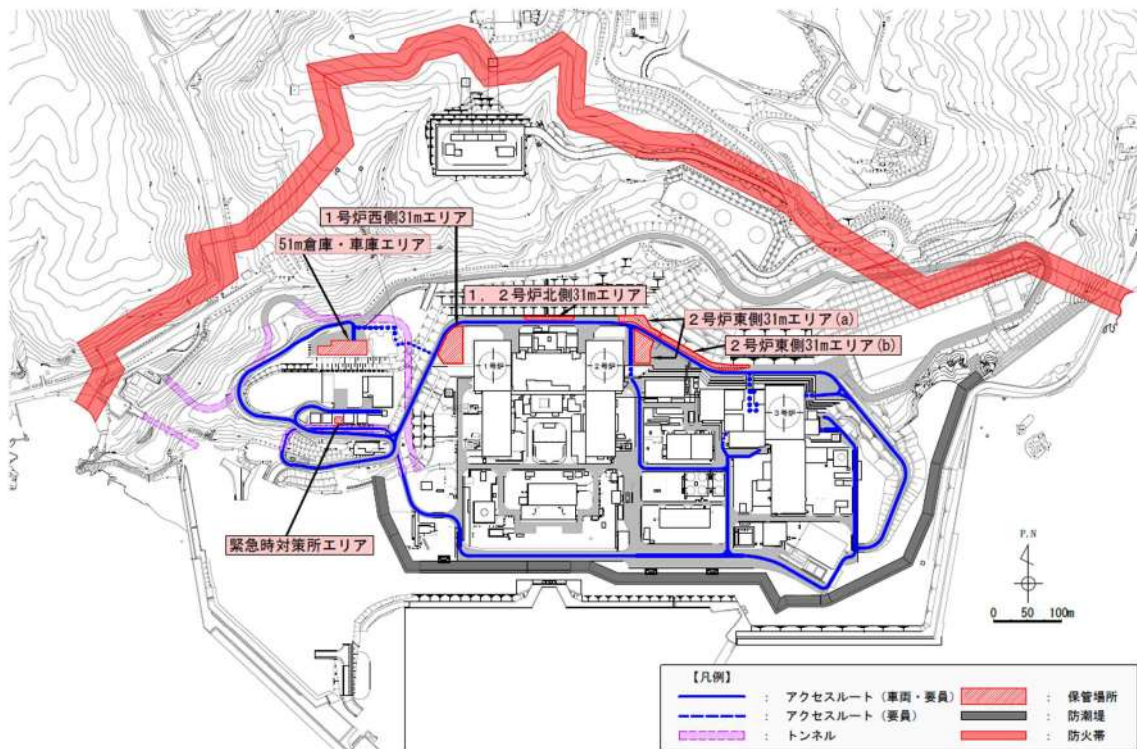 1号炉西側31mエリア
51m倉庫・車庫エリア
1，2号炉北側31mエリア
2号炉東側31mエリア(a)
2号炉東側31mエリア(b)
1号炉
2号炉
3号炉
緊急時対策所エリア
P.N
0 50 100m
【凡例】
： アクセスルート（車両・要員）
： 保管場所
： アクセスルート（要員）
： 防潮堤
： トンネル
： 防火帯